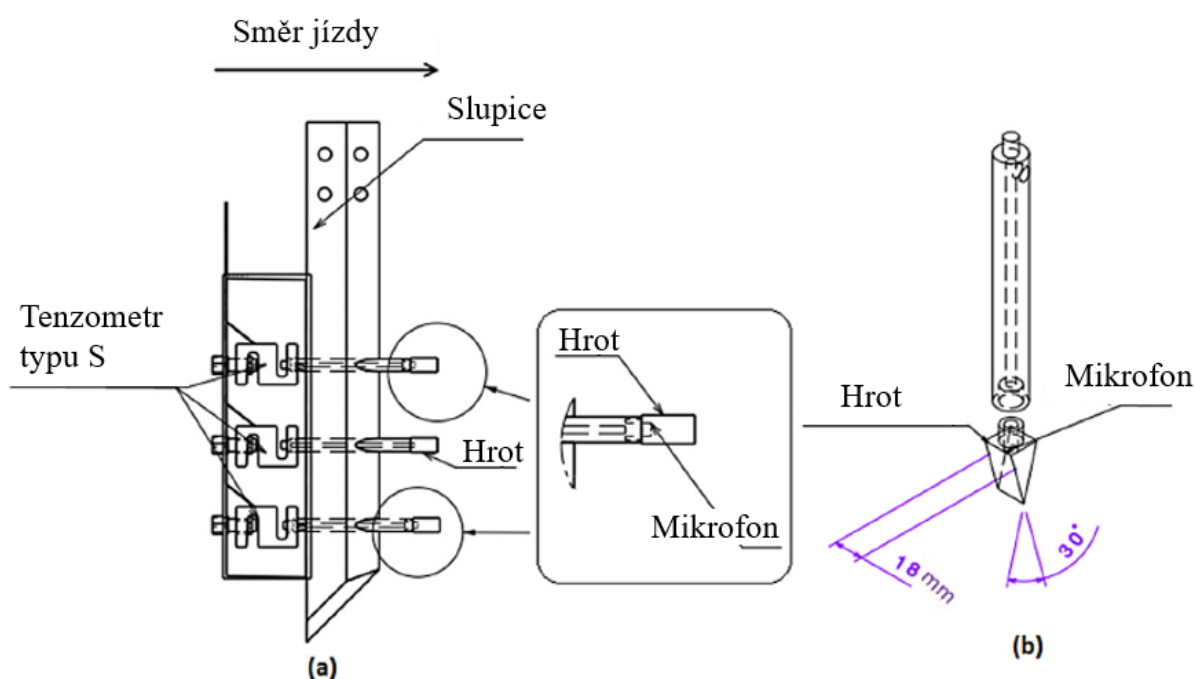 Směr jízdy
Slupice
Tenzometr
typu S
Hrot
Hrot
Mikrofon
(a)
Hrot
Mikrofon
18 mm
30°
(b)